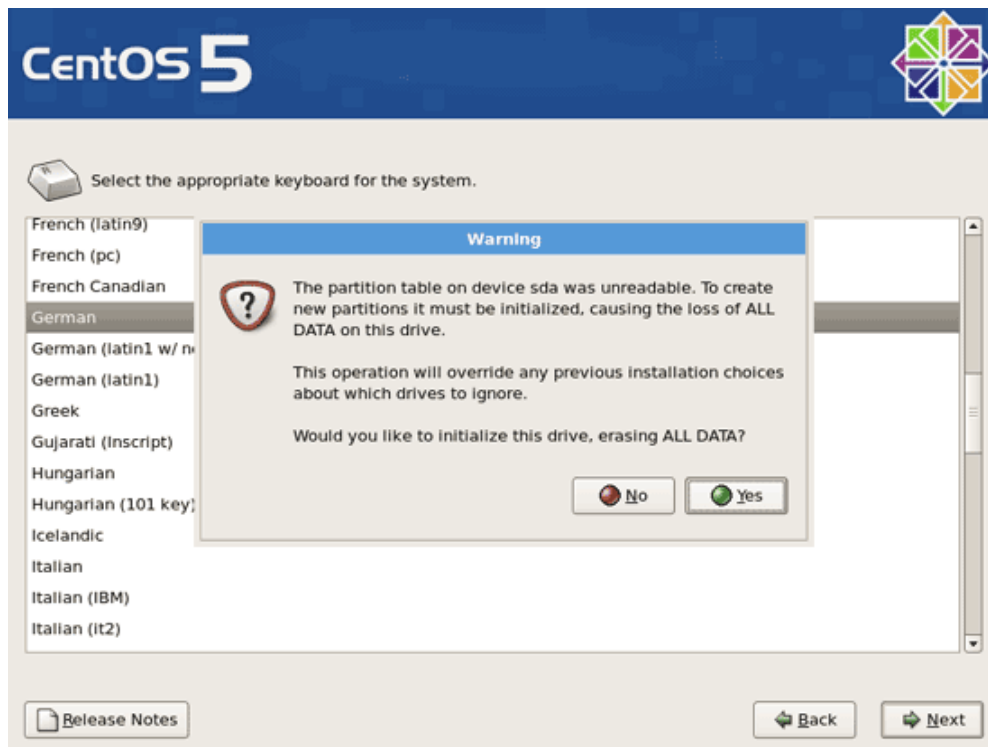 CentOS 5
Select the appropriate keyboard for the system.
French (latin9)
French (pc)
French Canadian
German
German (latin1 w/
German (latin1)
Greek
Gujarati (Inscript)
Hungarian
Hungarian (101 key)
Icelandic
Italian
Italian (IBM)
Italian (it2)
Warning
The partition table on device sda was unreadable. To create
new partitions it must be initialized, causing the loss of ALL
DATA on this drive.
This operation will override any previous installation choices
about which drives to ignore.
Would you like to initialize this drive, erasing ALL DATA?
No
Yes
Release Notes
Back
Next